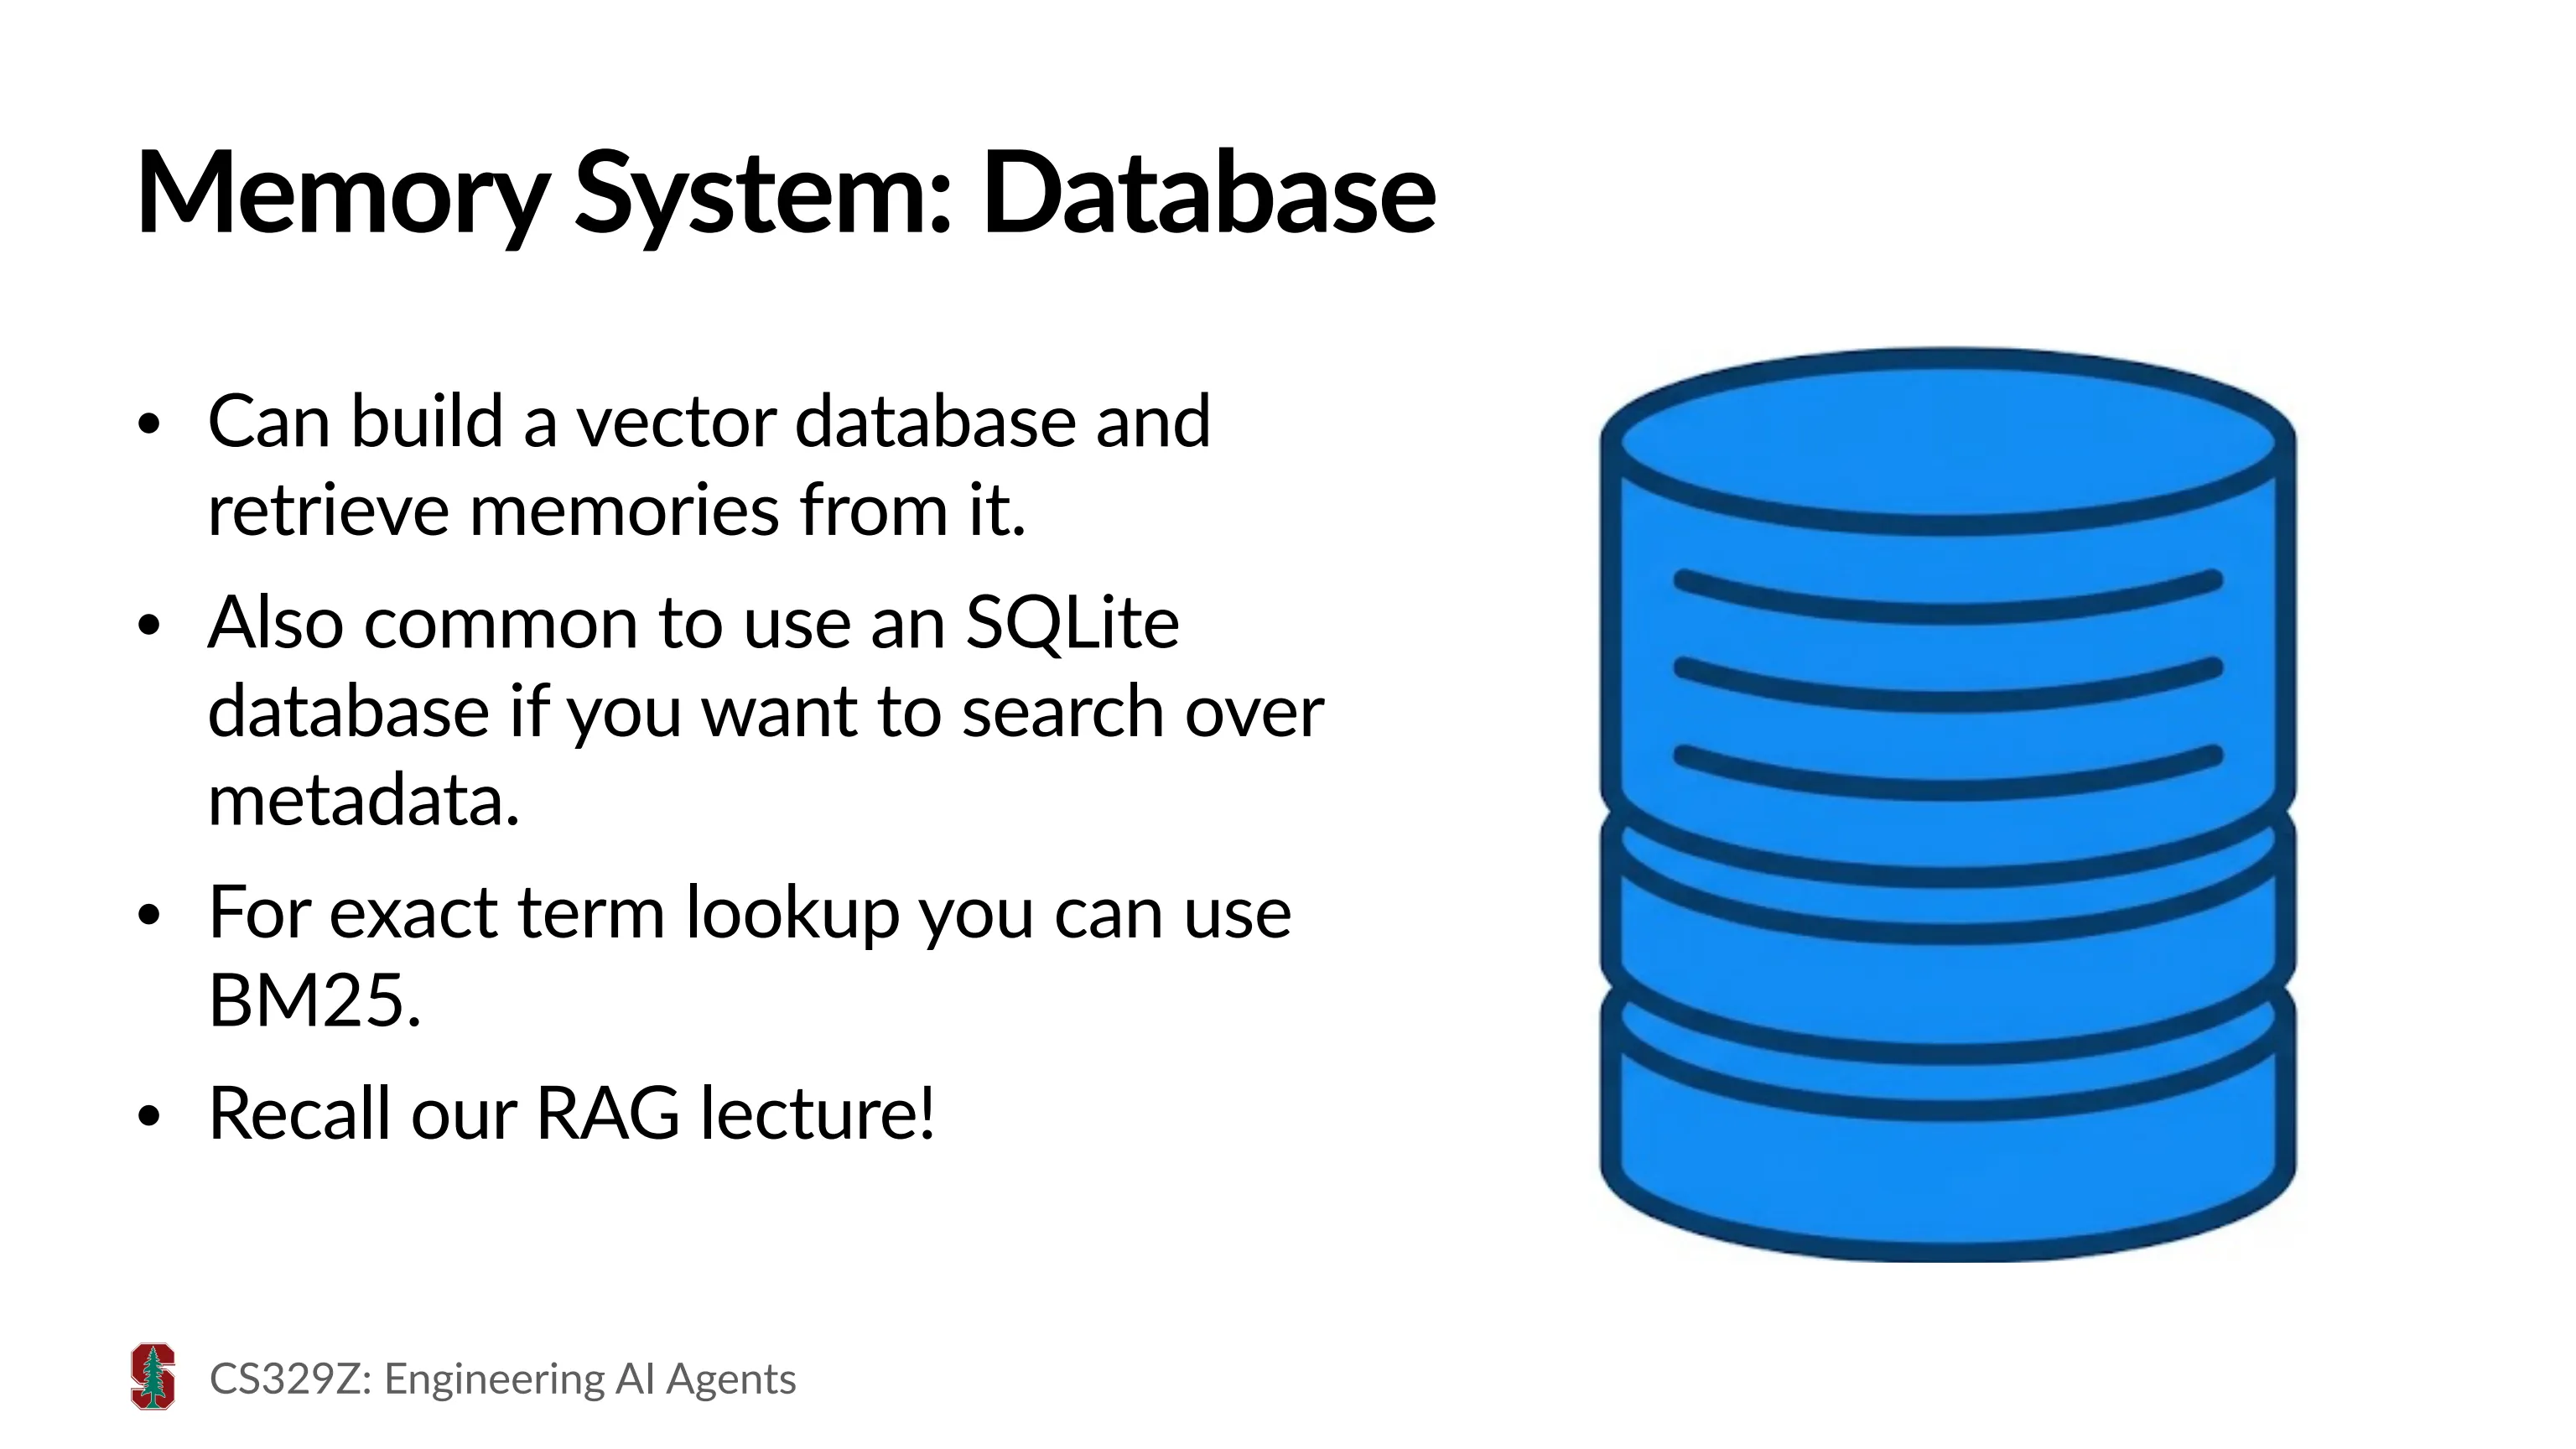 Memory System: Database
• Can build a vector database and
retrieve memories from it.
• Also common to use an SQLite
database if you want to search over
metadata.
• For exact term lookup you can use
BM25.
• Recall our RAG lecture!
CS329Z: Engineering AI Agents